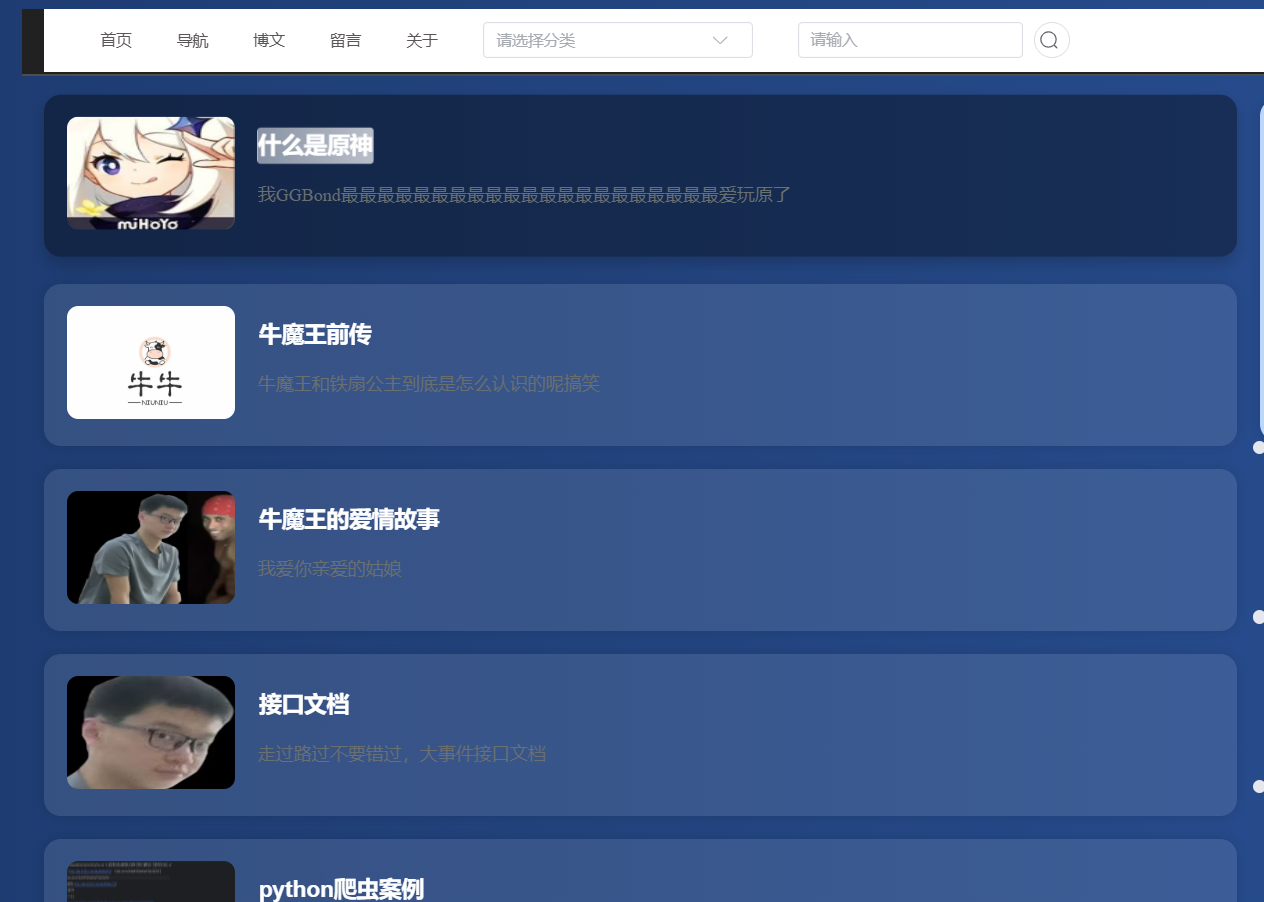 首页 导航 博文 留言 关于 请选择分类 请输入
什么是原神
我GGBond最最最最最最最最最最最最最最最最最最最最最爱玩原了
miHoYo
牛魔王前传
牛魔王和铁扇公主到底是怎么认识的呢搞笑
牛牛
NIUNIU
牛魔王的爱情故事
我爱你亲爱的姑娘
接口文档
走过路过不要错过，大事件接口文档
python爬虫案例